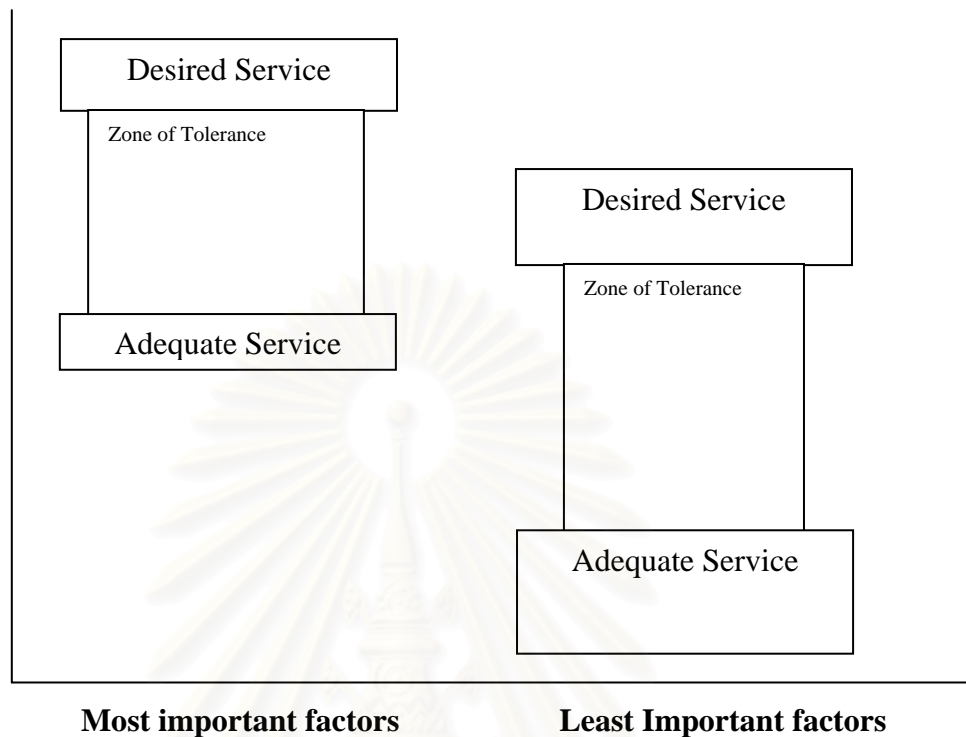 Desired Service
Zone of Tolerance
Adequate Service
Desired Service
Zone of Tolerance
Adequate Service
Most important factors
Least Important factors